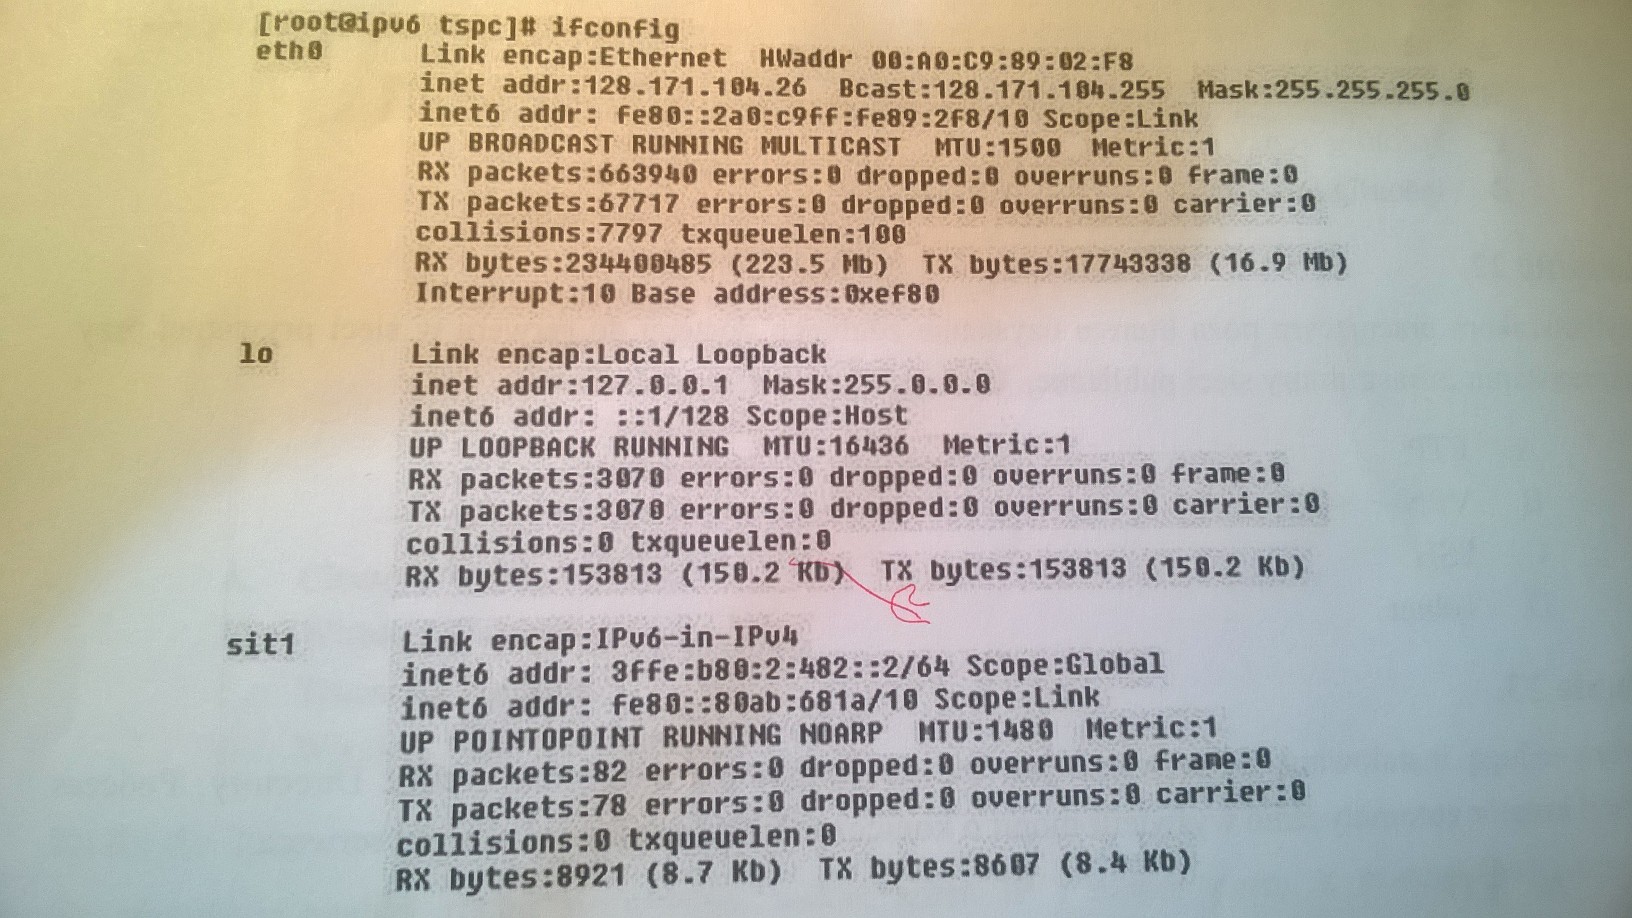 [root@ipv6 tspc]# ifconfig
eth0 Link encap:Ethernet HWaddr 00:A0:C9:89:02:F8
inet addr:128.171.104.26 Bcast:128.171.104.255 Mask:255.255.255.0
inet6 addr: fe80::2a0:c9ff:fe89:2f8/10 Scope:Link
UP BROADCAST RUNNING MULTICAST MTU:1500 Metric:1
RX packets:663940 errors:0 dropped:0 overruns:0 frame:0
TX packets:67717 errors:0 dropped:0 overruns:0 carrier:0
collisions:7797 txqueuelen:100
RX bytes:234400485 (223.5 Mb) TX bytes:17743338 (16.9 Mb)
Interrupt:10 Base address:0xef80
lo Link encap:Local Loopback
inet addr:127.0.0.1 Mask:255.0.0.0
inet6 addr: ::1/128 Scope:Host
UP LOOPBACK RUNNING MTU:16436 Metric:1
RX packets:3070 errors:0 dropped:0 overruns:0 frame:0
TX packets:3070 errors:0 dropped:0 overruns:0 carrier:0
collisions:0 txqueuelen:0
RX bytes:153813 (150.2 Kb) TX bytes:153813 (150.2 Kb)
sit1 Link encap:IPv6-in-IPv4
inet6 addr: 3ffe:b80:2:482::2/64 Scope:Global
inet6 addr: fe80::80ab:681a/10 Scope:Link
UP POINTOPOINT RUNNING NOARP MTU:1480 Metric:1
RX packets:82 errors:0 dropped:0 overruns:0 frame:0
TX packets:78 errors:0 dropped:0 overruns:0 carrier:0
collisions:0 txqueuelen:0
RX bytes:8921 (8.7 Kb) TX bytes:8607 (8.4 Kb)